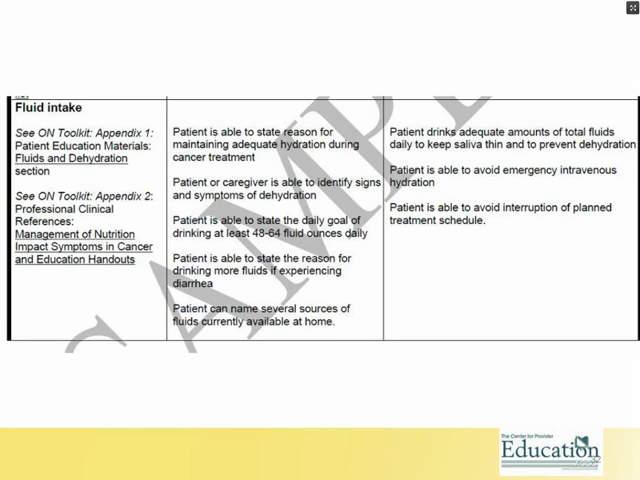 Fluid intake
See ON Toolkit: Appendix 1:
Patient Education Materials:
Fluids and Dehydration
section
See ON Toolkit: Appendix 2:
Professional Clinical
References:
Management of Nutrition
Impact Symptoms in Cancer
and Education Handouts
Patient is able to state reason for
maintaining adequate hydration during
cancer treatment
Patient or caregiver is able to identify signs
and symptoms of dehydration
Patient is able to state the daily goal of
drinking at least 48-64 fluid ounces daily
Patient is able to state the reason for
drinking more fluids if experiencing
diarrhea
Patient can name several sources of
fluids currently available at home.
Patient drinks adequate amounts of total fluids
daily to keep saliva thin and to prevent dehydration
Patient is able to avoid emergency intravenous
hydration
Patient is able to avoid interruption of planned
treatment schedule.
The Center for Provider
Education